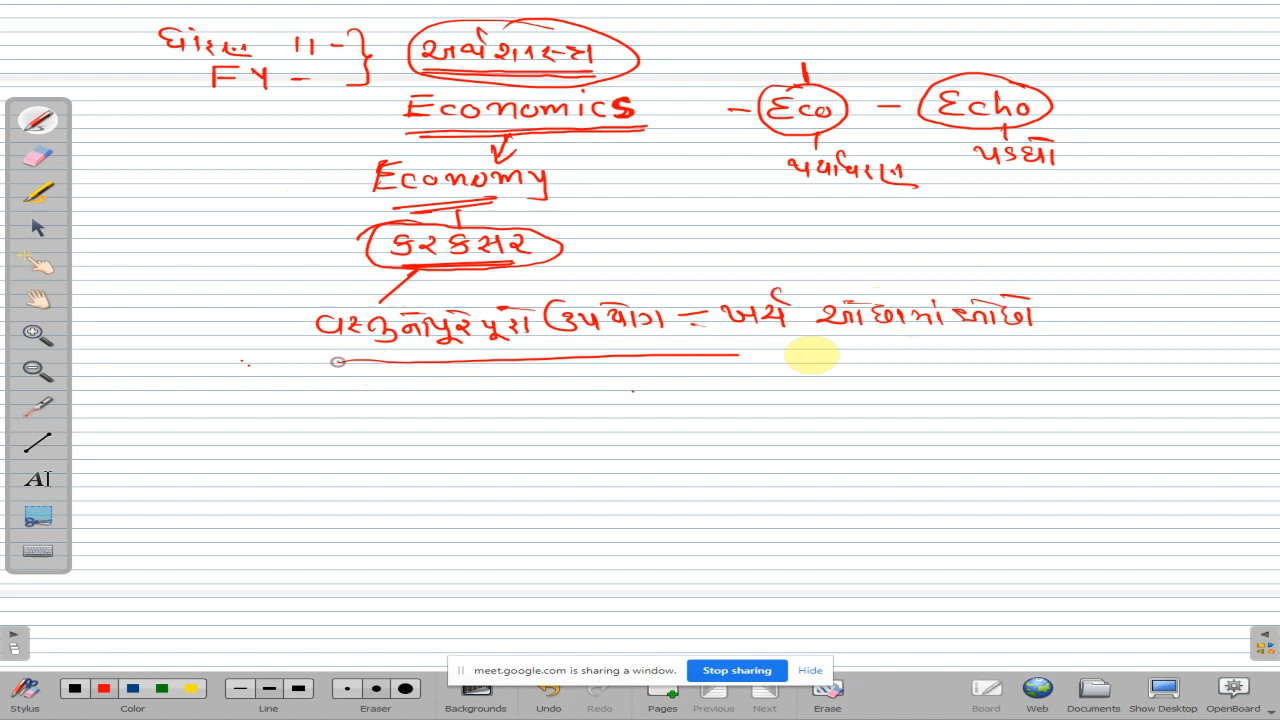 ધોરણ 11 -
FY -
અર્થશાસ્ત્ર
Economics - Eco - Echo
પર્યાવરણ પડઘો
Economy
કરકસર
વસ્તુનો પૂરેપૂરો ઉપયોગ = ખર્ચ ઓછામાં ઓછો
meet.google.com is sharing a window. Stop sharing Hide
Stylus Color Line Eraser Backgrounds Undo Redo Pages Previous Next Erase Board Web Documents Show Desktop OpenBoard